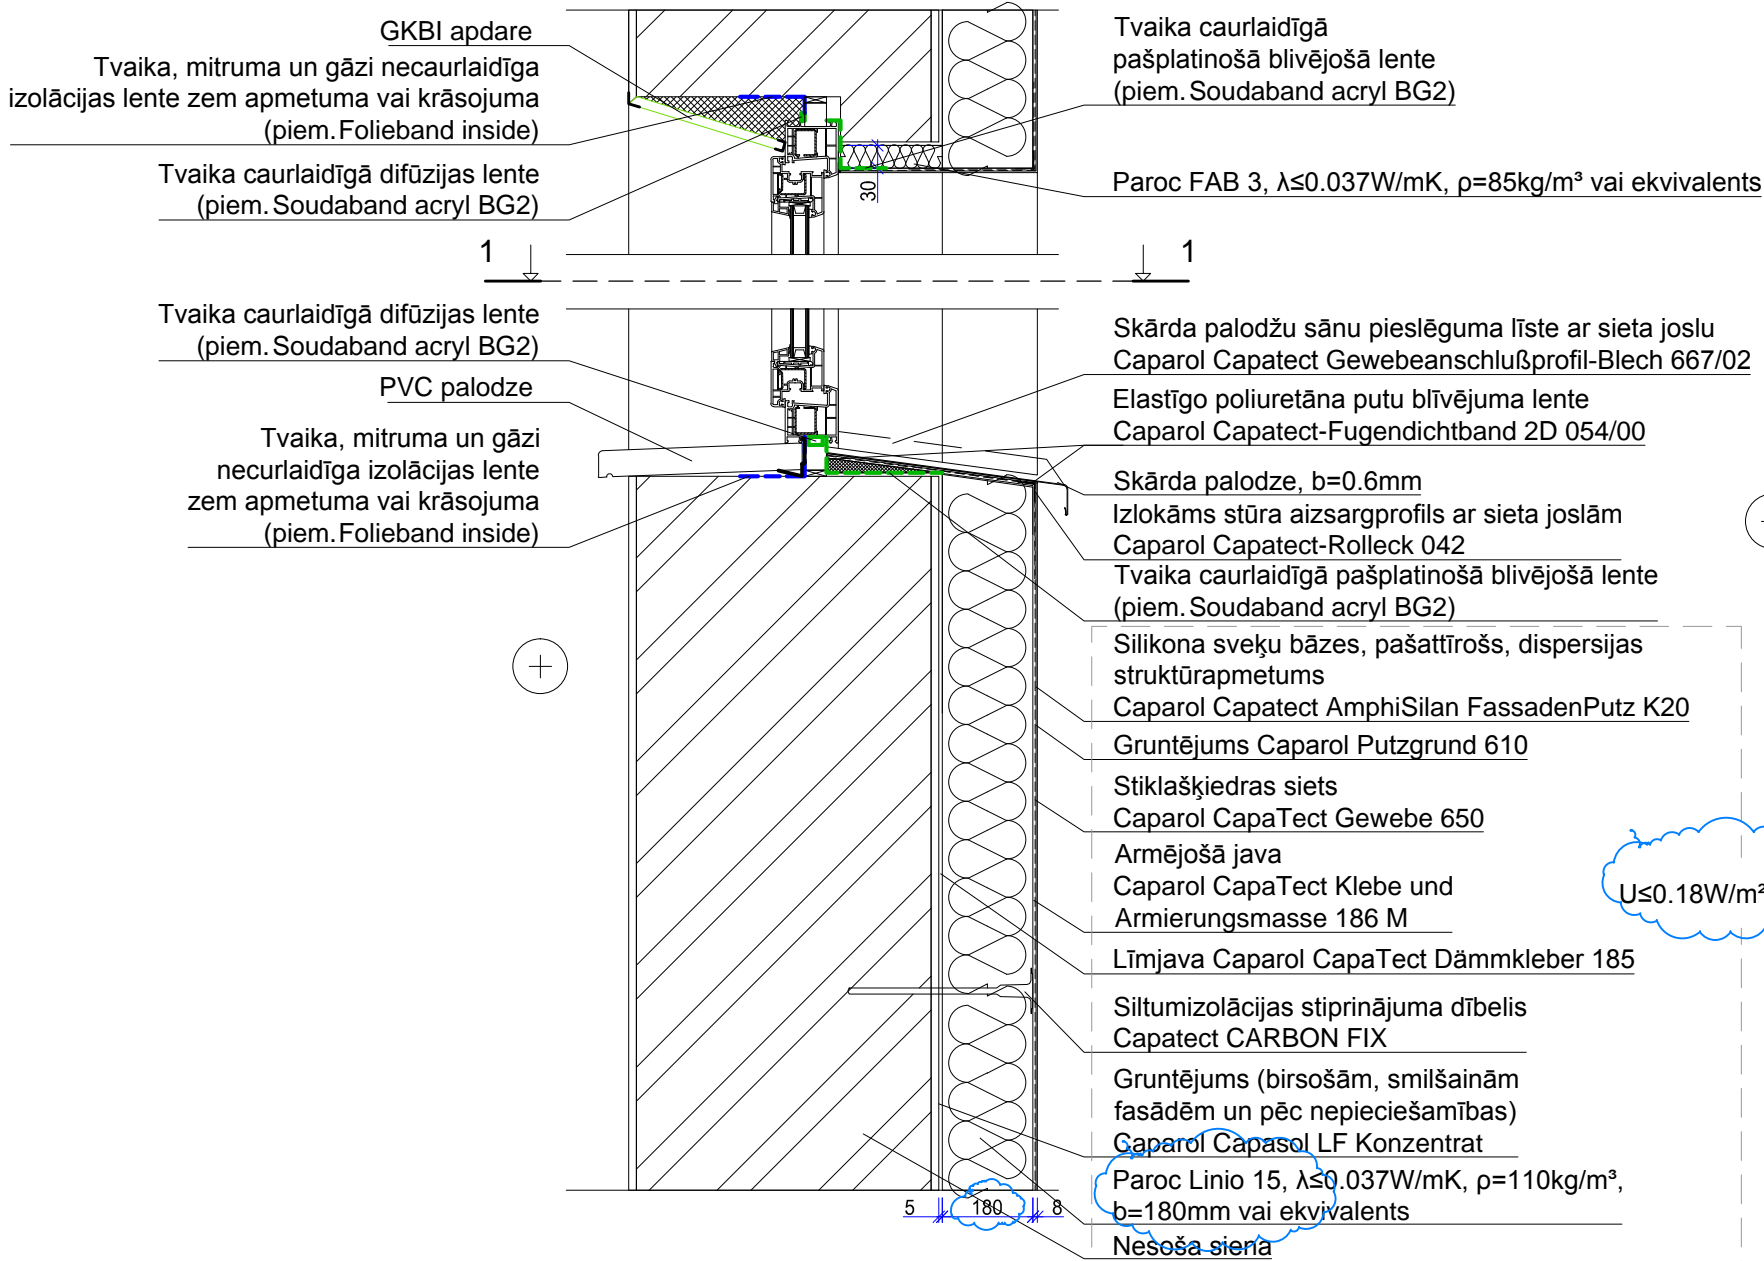 GKBI apdare
Tvaika, mitruma un gāzi necaurlaidīga
izolācijas lente zem apmetuma vai krāsojuma
(piem.Folieband inside)
Tvaika caurlaidīgā difūzijas lente
(piem.Soudaband acryl BG2)
Tvaika caurlaidīgā
pašplatinošā blivējošā lente
(piem.Soudaband acryl BG2)
30
Paroc FAB 3, λ≤0.037W/mK, ρ=85kg/m³ vai ekvivalents
1
1
Tvaika caurlaidīgā difūzijas lente
(piem.Soudaband acryl BG2)
PVC palodze
Tvaika, mitruma un gāzi
necurlaidīga izolācijas lente
zem apmetuma vai krāsojuma
(piem.Folieband inside)
Skārda palodžu sānu pieslēguma līste ar sieta joslu
Caparol Capatect Gewebeanschlußprofil-Blech 667/02
Elastīgo poliuretāna putu blīvējuma lente
Caparol Capatect-Fugendichtband 2D 054/00
Skārda palodze, b=0.6mm
Izlokāms stūra aizsargprofils ar sieta joslām
Caparol Capatect-Rolleck 042
Tvaika caurlaidīgā pašplatinošā blivējošā lente
(piem.Soudaband acryl BG2)
Silikona sveķu bāzes, pašattīrošs, dispersijas
struktūrapmetums
Caparol Capatect AmphiSilan FassadenPutz K20
Gruntējums Caparol Putzgrund 610
Stiklašķiedras siets
Caparol CapaTect Gewebe 650
Armējošā java
Caparol CapaTect Klebe und
Armierungsmasse 186 M
U≤0.18W/m²
Līmjava Caparol CapaTect Dämmkleber 185
Siltumizolācijas stiprinājuma dībelis
Capatect CARBON FIX
Gruntējums (birsošām, smilšainām
fasādēm un pēc nepieciešamības)
Caparol Capasol LF Konzentrat
Paroc Linio 15, λ≤0.037W/mK, ρ=110kg/m³,
b=180mm vai ekvivalents
Nesoša siena
5 180 8